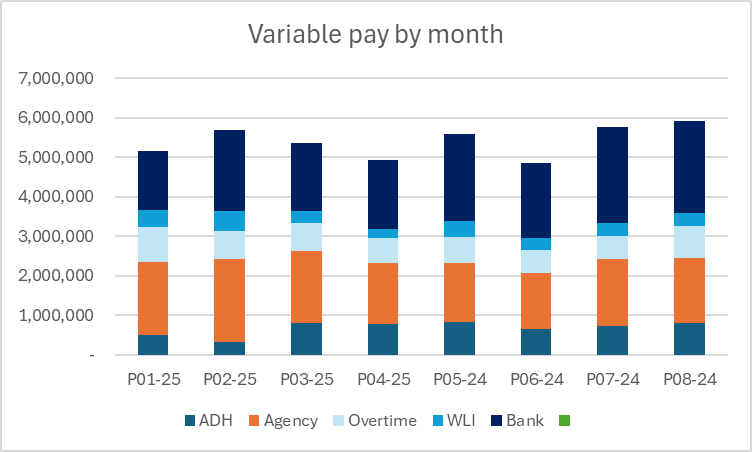 Variable pay by month
7,000,000
6,000,000
5,000,000
4,000,000
3,000,000
2,000,000
1,000,000
-
P01-25 P02-25 P03-25 P04-25 P05-24 P06-24 P07-24 P08-24
ADH Agency Overtime WLI Bank